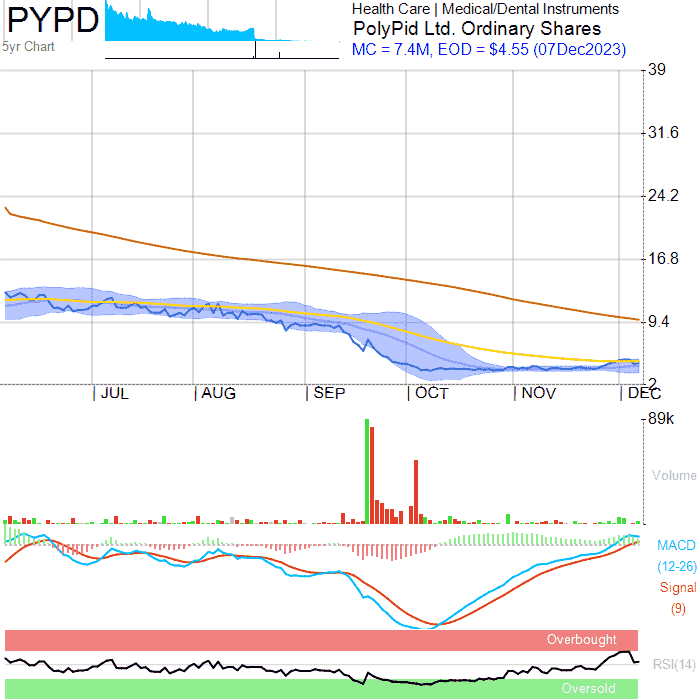 PYPD
5yr Chart
Health Care | Medical/Dental Instruments
PolyPid Ltd. Ordinary Shares
MC = 7.4M, EOD = $4.55 (07Dec2023)
39
31.6
24.2
16.8
9.4
2
| JUL
| AUG
| SEP
| OCT
| NOV
| DEC
89k
Volume
MACD
(12-26)
Signal
(9)
Overbought
RSI(14)
Oversold